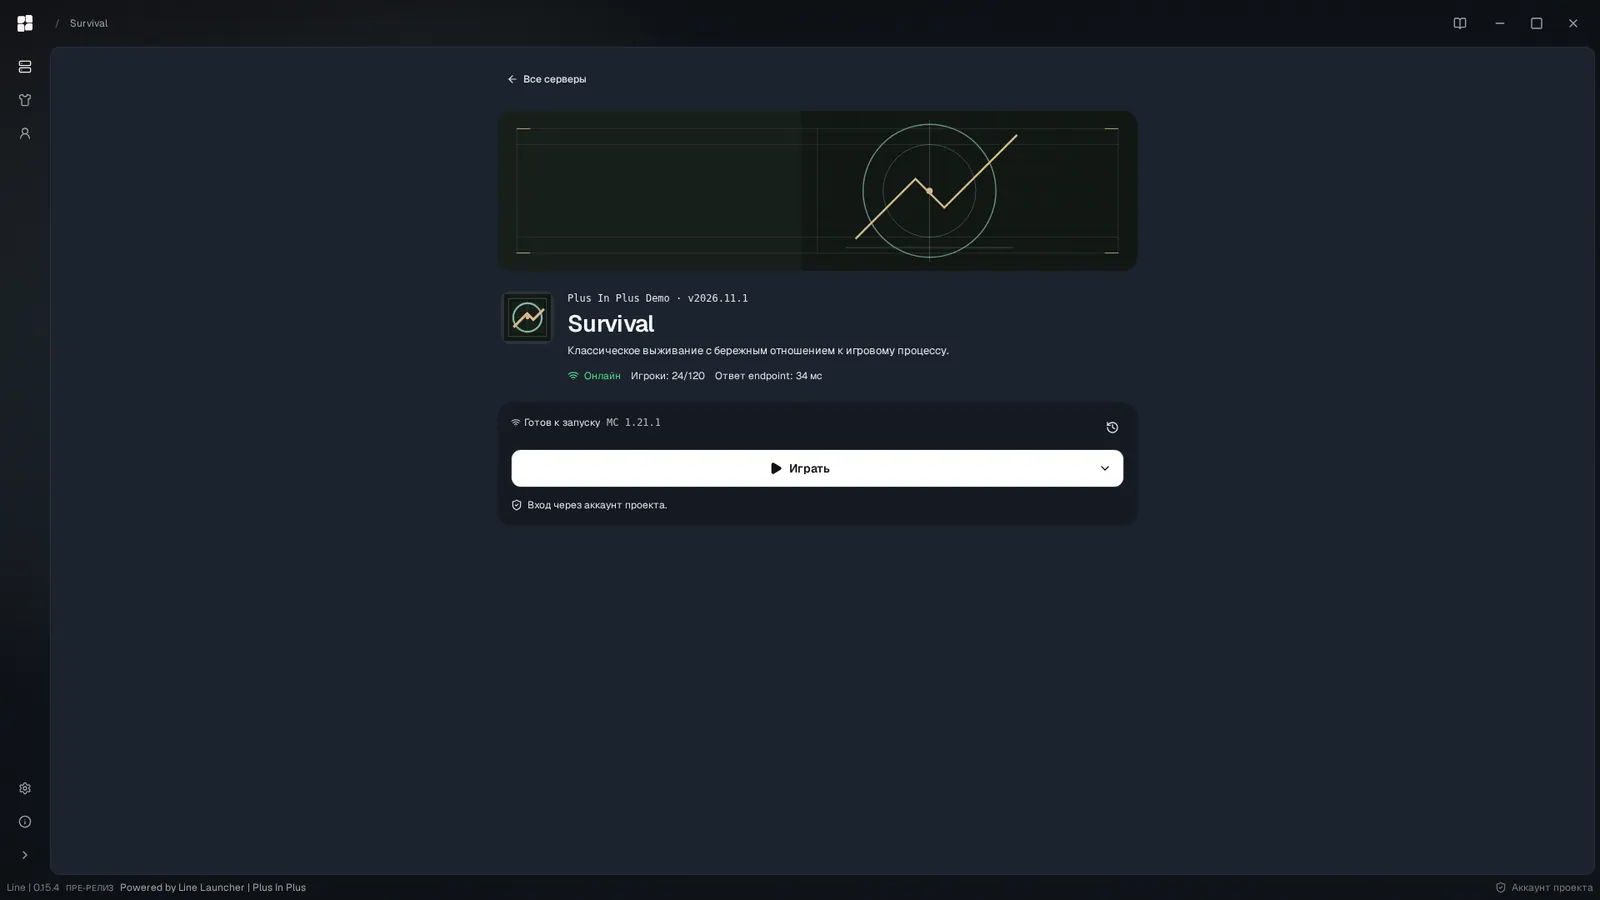 / Survival
Все серверы
Plus In Plus Demo · v2026.11.1
Survival
Классическое выживание с бережным отношением к игровому процессу.
Онлайн Игроки: 24/120 Ответ endpoint: 34 мс
Готов к запуску MC 1.21.1
Играть
Вход через аккаунт проекта.
Line | 0.15.4 ПРЕ-РЕЛИЗ Powered by Line Launcher | Plus In Plus
Аккаунт проекта